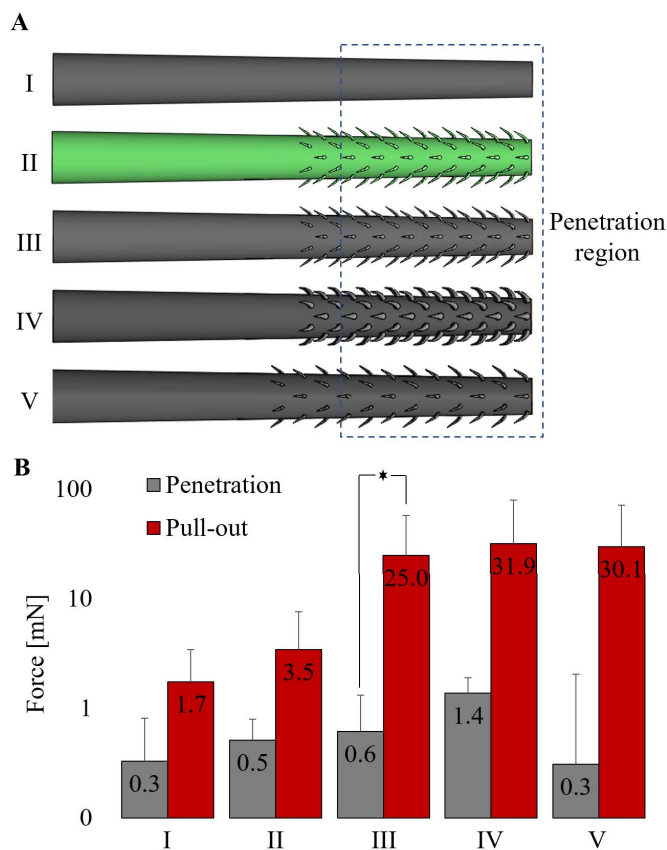 A
I
II
III
IV
V
Penetration
region
B
Force [mN]
100
10
1
0
Penetration
Pull-out
0.3
1.7
0.5
3.5
0.6
25.0
1.4
31.9
0.3
30.1
I
II
III
IV
V